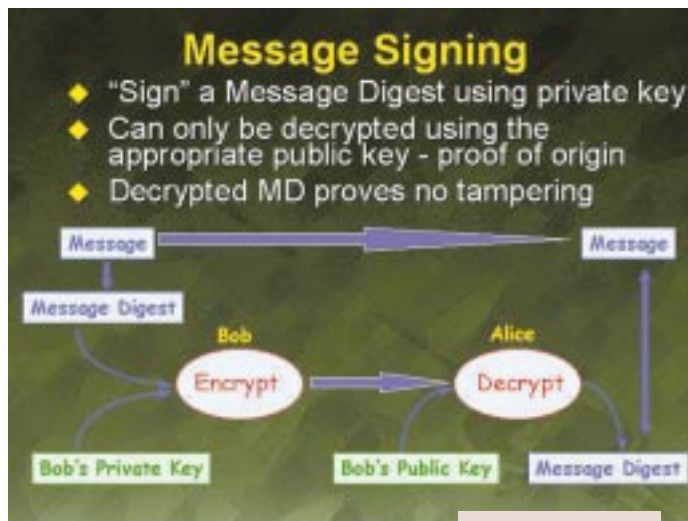 Message Signing
◆ “Sign” a Message Digest using private key
◆ Can only be decrypted using the
appropriate public key - proof of origin
◆ Decrypted MD proves no tampering
Message
Message
Message Digest
Bob
Alice
Encrypt
Decrypt
Bob's Private Key
Bob's Public Key
Message Digest